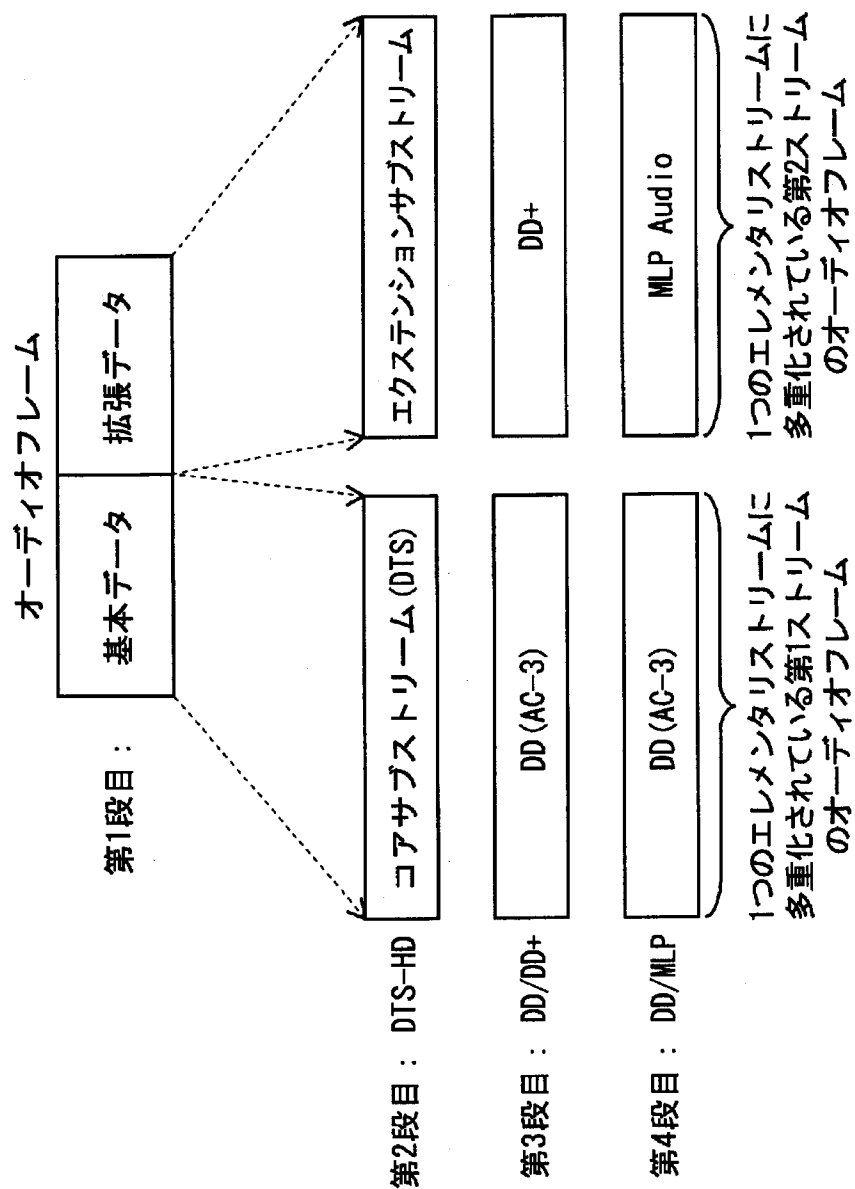 オーディオフレーム
第1段目:
基本データ
拡張データ
第2段目: DTS-HD
コアサブストリーム(DTS)
エクステンションサブストリーム
第3段目: DD/DD+
DD(AC-3)
DD+
第4段目: DD/MLP
DD(AC-3)
MLP Audio
1つのエレメンタリストリームに
多重化されている第1ストリーム
のオーディオフレーム
1つのエレメンタリストリームに
多重化されている第2ストリーム
のオーディオフレーム